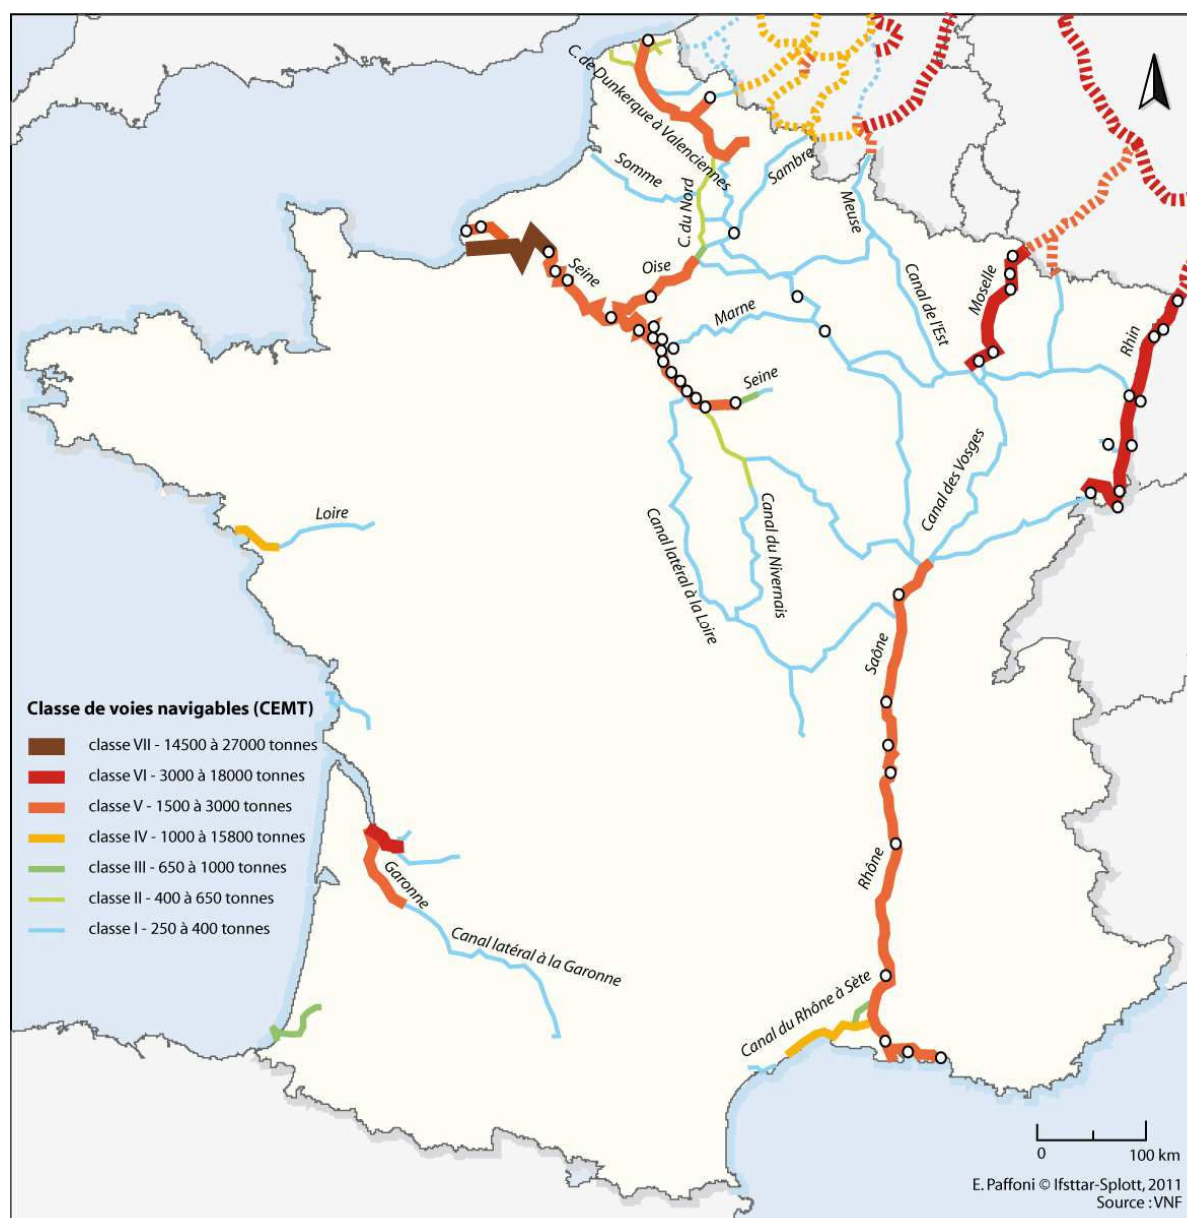 C. de Dunkerque à Valenciennes
Somme
Sambre
C. du Nord
Meuse
Seine
Oise
Marne
Canal de l'Est
Moselle
Rhin
Seine
Canal des Vosges
Loire
Canal latéral à la Loire
Canal du Nivernais
Saône
Classe de voies navigables (CEMT)
classe VII - 14500 à 27000 tonnes
classe VI - 3000 à 18000 tonnes
classe V - 1500 à 3000 tonnes
classe IV - 1000 à 15800 tonnes
classe III - 650 à 1000 tonnes
classe II - 400 à 650 tonnes
classe I - 250 à 400 tonnes
Rhône
Garonne
Canal latéral à la Garonne
Canal du Rhône à Sète
0 100 km
E. Paffoni © Ifsttar-Splott, 2011
Source : VNF